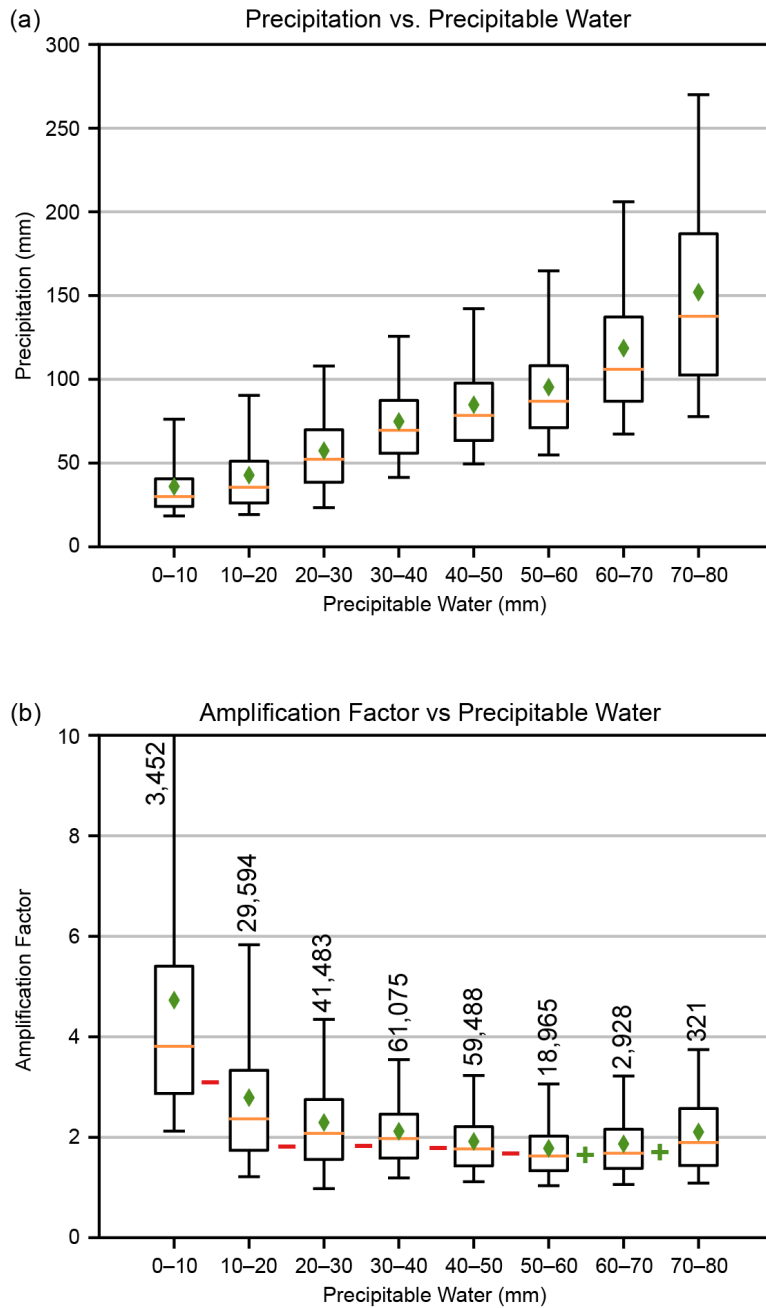 (a)
Precipitation vs. Precipitable Water
300
250
200
150
100
50
0
Precipitation (mm)
0–10 10–20 20–30 30–40 40–50 50–60 60–70 70–80
Precipitable Water (mm)
(b)
Amplification Factor vs Precipitable Water
10
8
6
4
2
0
Amplification Factor
3,452
29,594
41,483
61,075
59,488
18,965
2,928
321
0–10 10–20 20–30 30–40 40–50 50–60 60–70 70–80
Precipitable Water (mm)